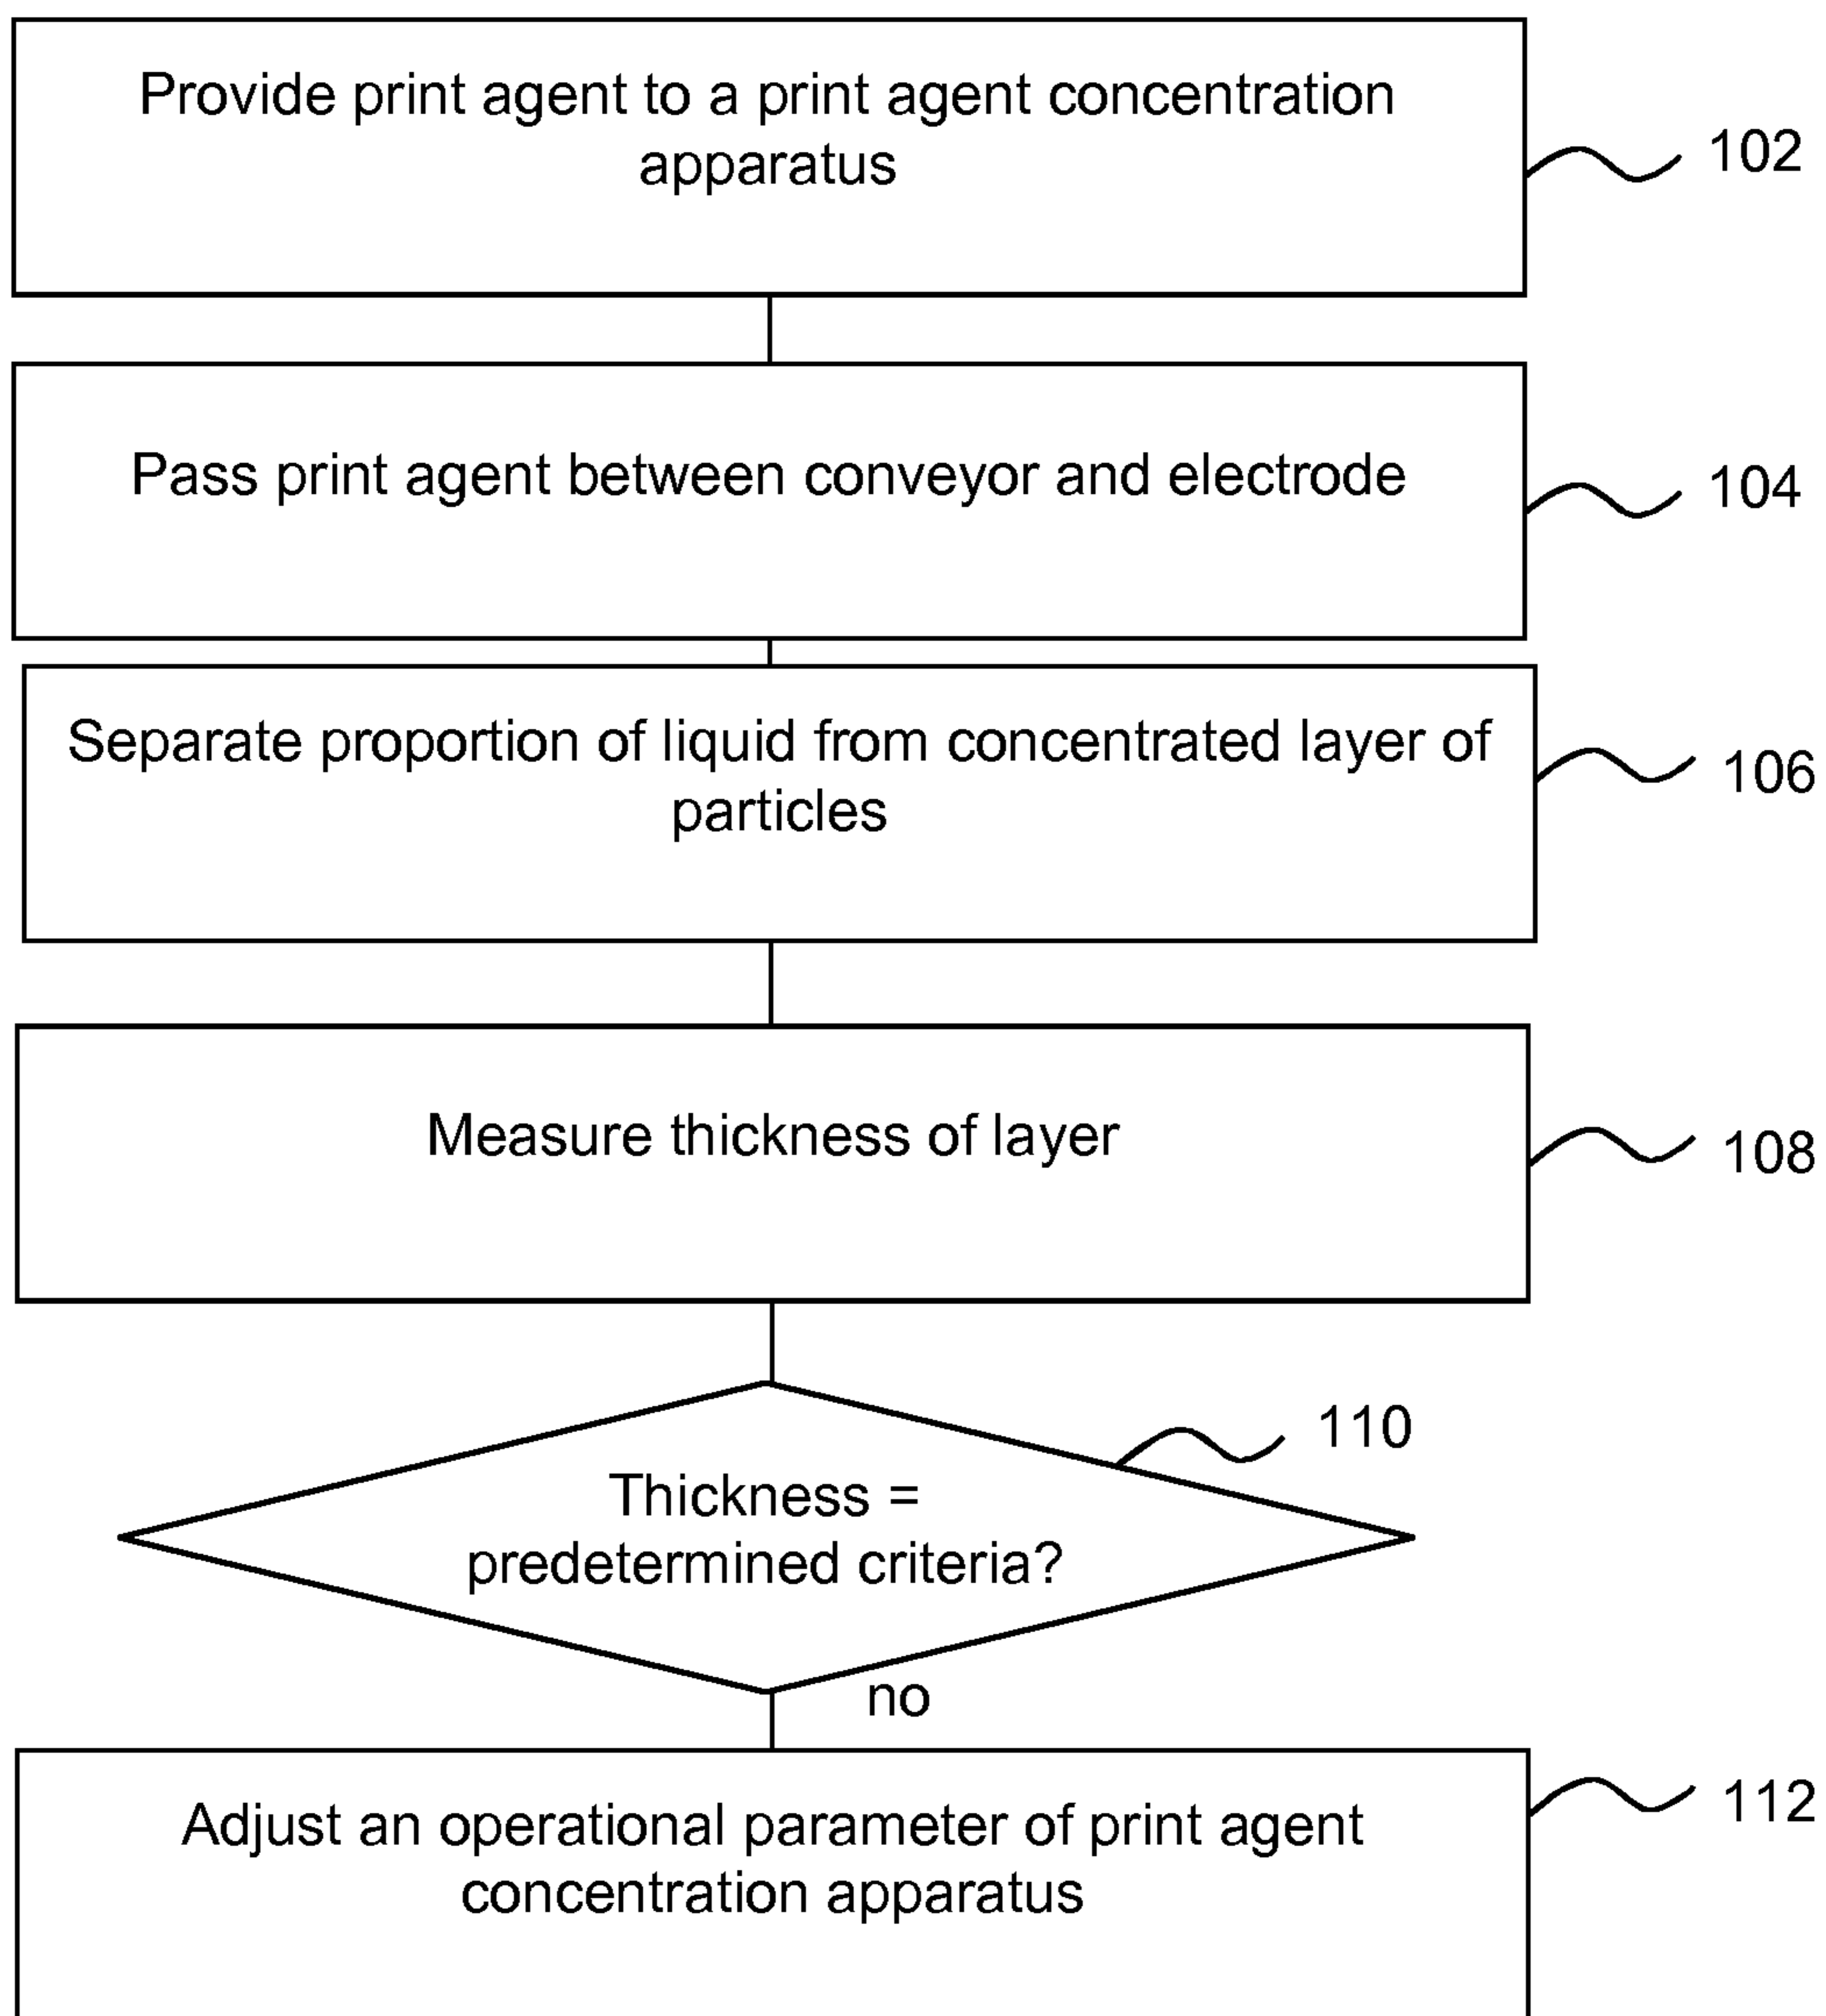 Provide print agent to a print agent concentration
apparatus
102
Pass print agent between conveyor and electrode
104
Separate proportion of liquid from concentrated layer of
particles
106
Measure thickness of layer
108
110
Thickness =
predetermined criteria?
no
Adjust an operational parameter of print agent
concentration apparatus
112